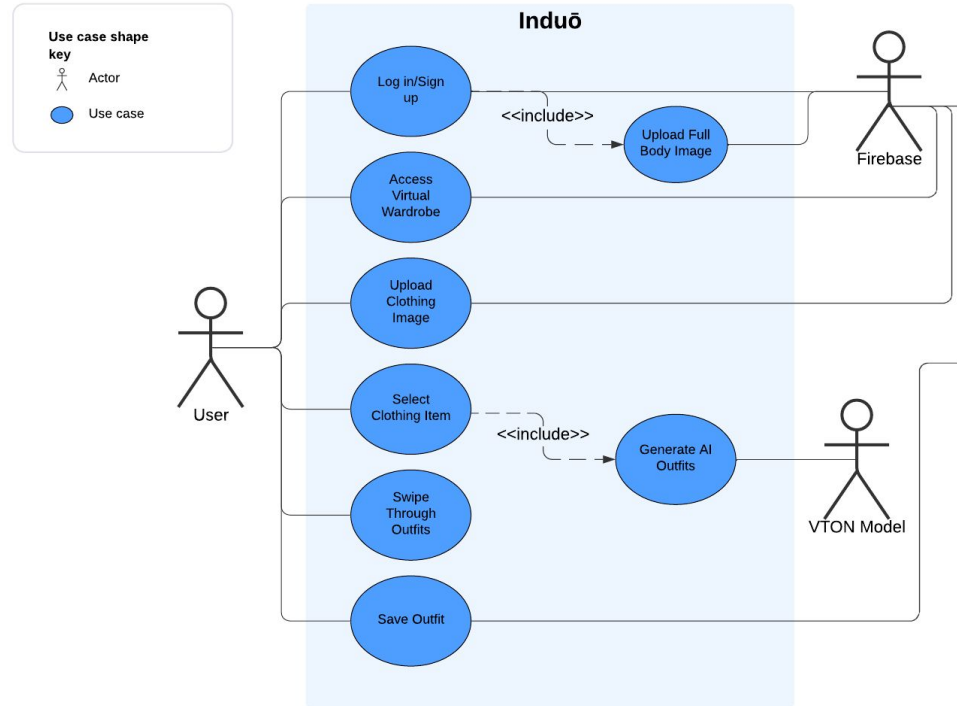 Induō
Use case shape
key
Actor
Use case
Log in/Sign
up
<<include>>
Upload Full
Body Image
Firebase
Access
Virtual
Wardrobe
Upload
Clothing
Image
User
Select
Clothing Item
<<include>>
Generate AI
Outfits
VTON Model
Swipe
Through
Outfits
Save Outfit